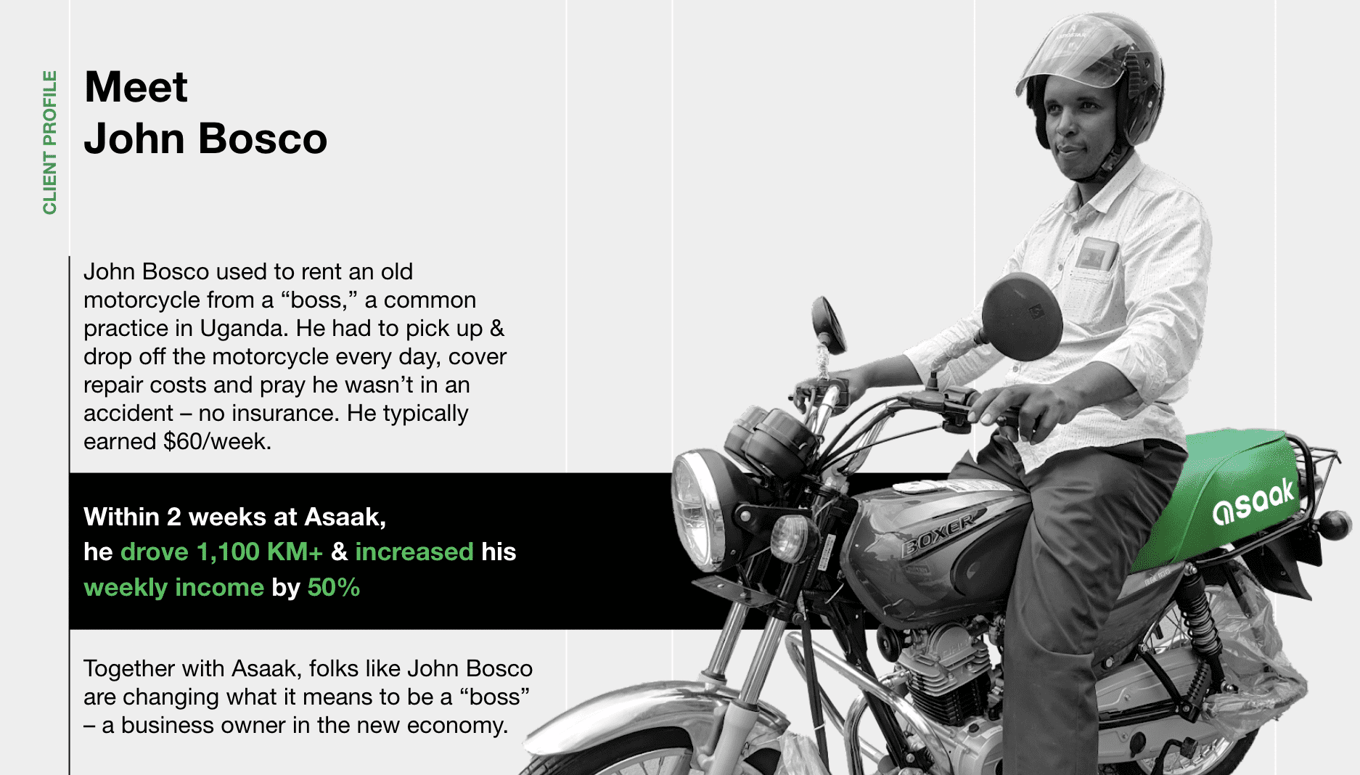 CLIENT PROFILE
Meet
John Bosco
John Bosco used to rent an old
motorcycle from a “boss,” a common
practice in Uganda. He had to pick up &
drop off the motorcycle every day, cover
repair costs and pray he wasn’t in an
accident – no insurance. He typically
earned $60/week.
Within 2 weeks at Asaak,
he drove 1,100 KM+ & increased his
weekly income by 50%
Together with Asaak, folks like John Bosco
are changing what it means to be a “boss”
– a business owner in the new economy.
BOXER
asaak